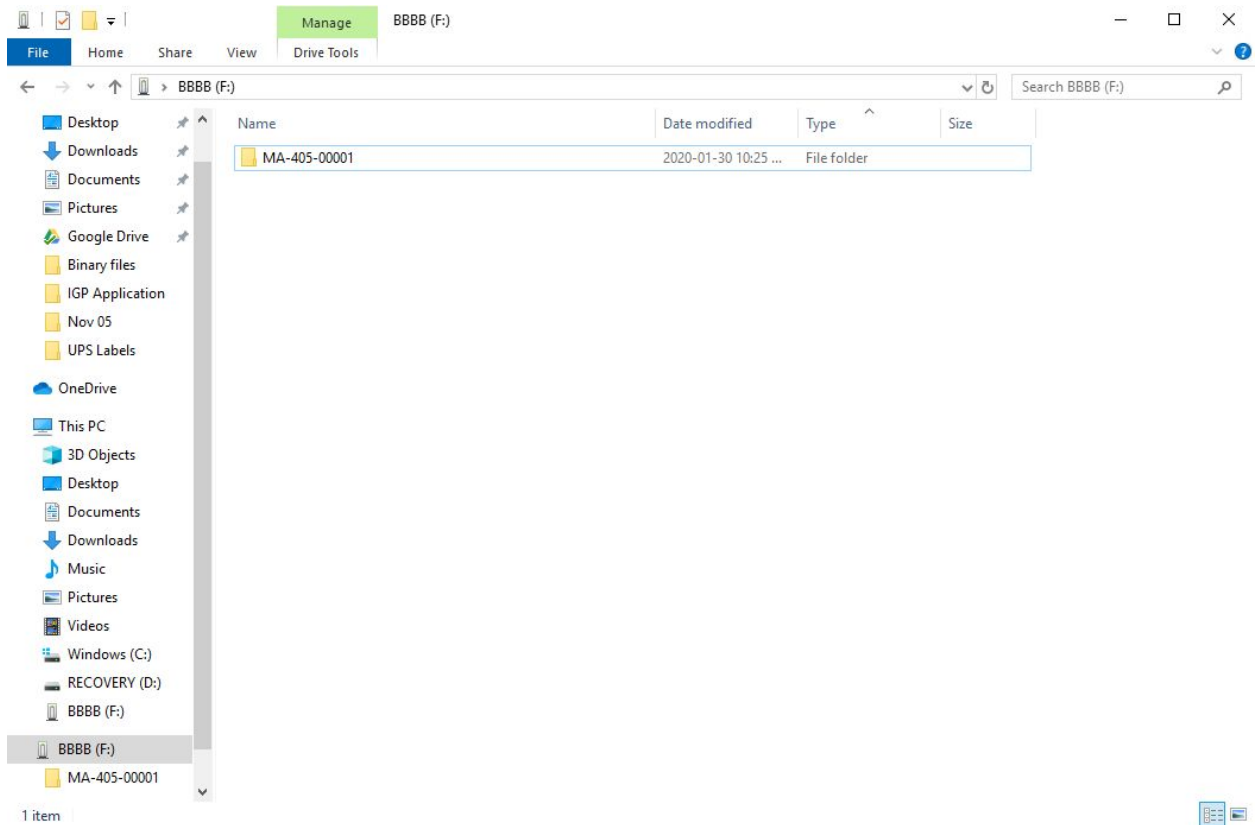 Manage BBBB (F:)
File Home Share View Drive Tools
BBBB (F:) Search BBBB (F:)
Name Date modified Type Size
MA-405-00001 2020-01-30 10:25 ... File folder
Desktop
Downloads
Documents
Pictures
Google Drive
Binary files
IGP Application
Nov 05
UPS Labels
OneDrive
This PC
3D Objects
Desktop
Documents
Downloads
Music
Pictures
Videos
Windows (C:)
RECOVERY (D:)
BBBB (F:)
BBBB (F:)
MA-405-00001
1 item